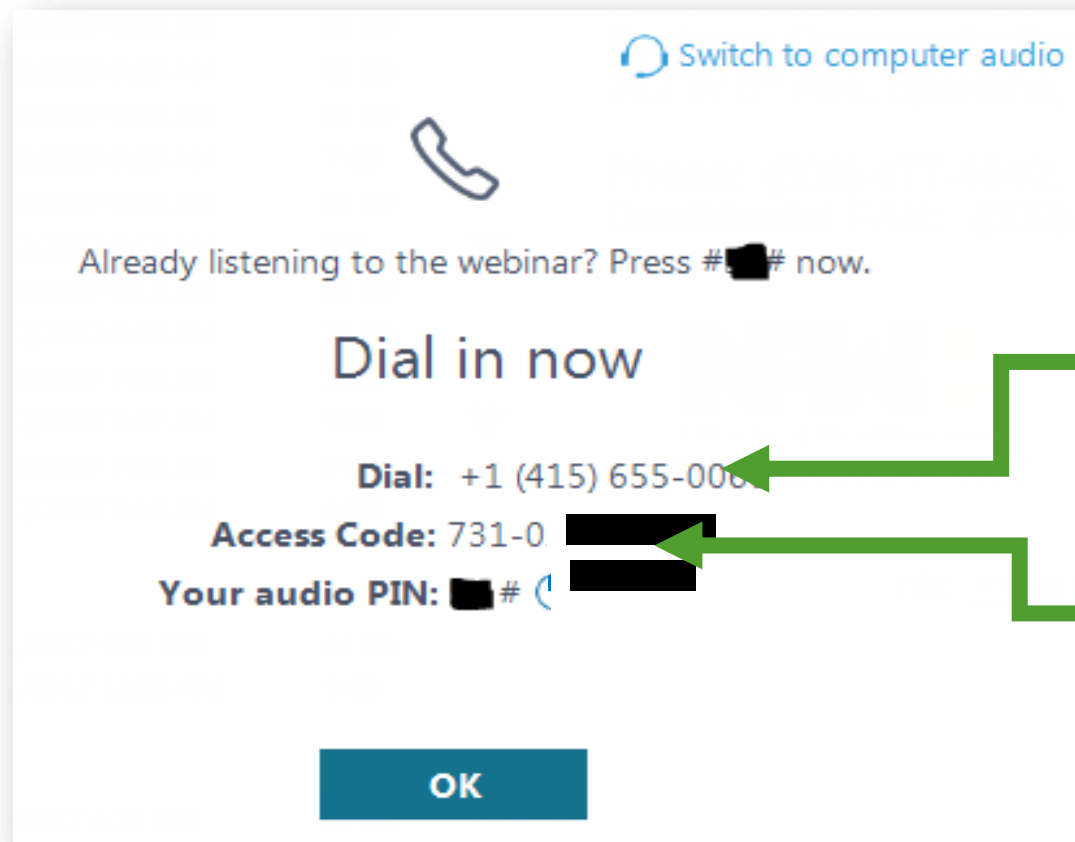 Switch to computer audio
Already listening to the webinar? Press ## now.
Dial in now
Dial: +1 (415) 655-006
Access Code: 731-0
Your audio PIN: #
OK